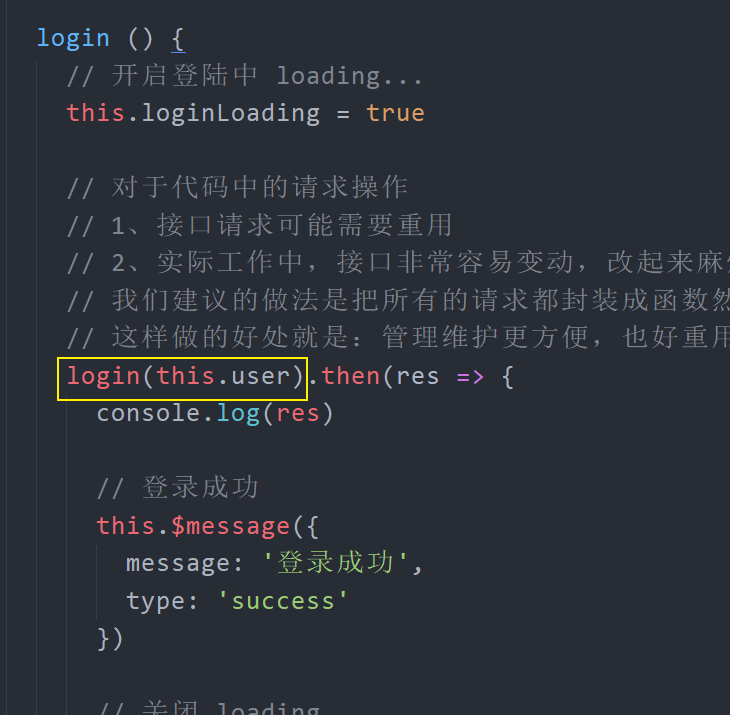 login () {
// 开启登陆中 loading...
this.loginLoading = true
// 对于代码中的请求操作
// 1、接口请求可能需要重用
// 2、实际工作中，接口非常容易变动，改起来麻
// 我们建议的做法是把所有的请求都封装成函数然
// 这样做的好处就是：管理维护更方便，也好重用
login(this.user).then(res => {
console.log(res)
// 登录成功
this.$message({
message: '登录成功',
type: 'success'
})
// 关闭 loading